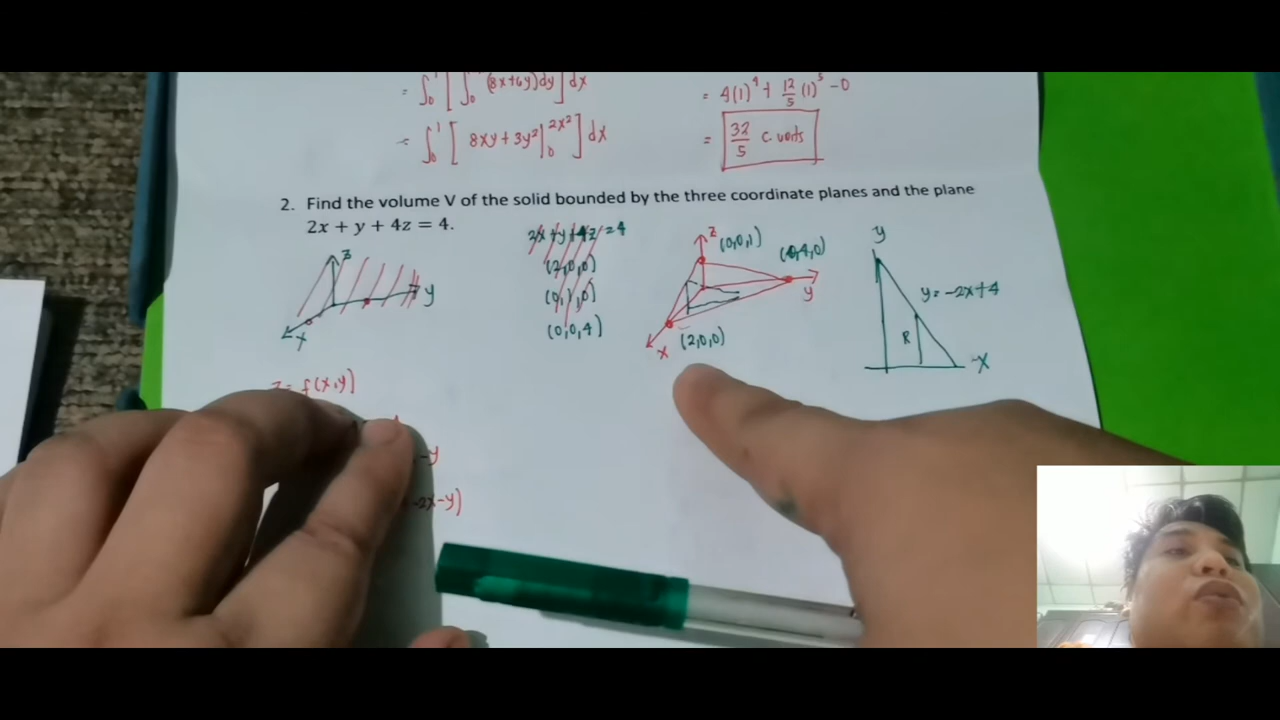 = ∫₀¹ [ ∫₀ (8x+6y)dy ] dx
= ∫₀¹ [ 8xy + 3y² |₀^2x² ] dx
= 4(1)⁴ + 12/5 (1)⁵ - 0
= 32/5 c. units
2. Find the volume V of the solid bounded by the three coordinate planes and the plane
2x + y + 4z = 4.
z
y
x
2x+y+4z=4
(2,0,0)
(0,1,0)
(0,0,4)
z
(0,0,1)
(0,4,0)
y
x
(2,0,0)
y
y = -2x+4
R
x
z = f(x,y)
-y
-2x-y)